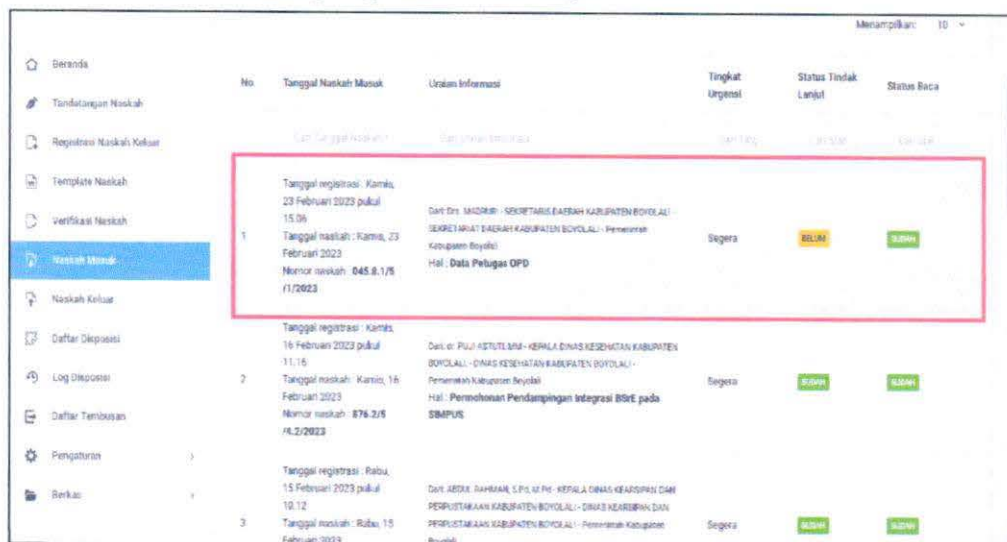 Menampilkan: 10
Beranda
Tandatangan Naskah
Registrasi Naskah Keluar
Template Naskah
Verifikasi Naskah
Naskah Masuk
Naskah Keluar
Daftar Disposisi
Log Disposisi
Daftar Tembusan
Pengaturan
Berkas
No Tanggal Naskah Masuk Uraian Informasi Tingkat Urgensi Status Tindak Lanjut Status Baca
1
Tanggal registrasi : Kamis,
23 Februari 2023 pukul
15.06
Tanggal naskah : Kamis, 23
Februari 2023
Nomor naskah : 045.8.1/5
/1/2023
Dari: Drs. - SEKRETARIS DAERAH KABUPATEN BOYOLALI -
SEKRETARIAT DAERAH KABUPATEN BOYOLALI - Pemerintah
Kabupaten Boyolali
Hal : Data Petugas OPD
Segera
BELUM
SUDAH
2
Tanggal registrasi : Kamis,
16 Februari 2023 pukul
11.16
Tanggal naskah : Kamis, 16
Februari 2023
Nomor naskah : 876.2/5
/4.2/2023
Dari: dr. PUJI ASTUTI, MM - KEPALA DINAS KESEHATAN KABUPATEN
BOYOLALI - DINAS KESEHATAN KABUPATEN BOYOLALI -
Pemerintah Kabupaten Boyolali
Hal : Permohonan Pendampingan Integrasi BSrE pada
SIMPUS
Segera
SUDAH
SUDAH
3
Tanggal registrasi : Rabu,
15 Februari 2023 pukul
10.12
Tanggal naskah : Rabu, 15
Februari 2023
Dari: ABDUL RAHMAN, S.Pd, M.Pd - KEPALA DINAS KEARSIPAN DAN
PERPUSTAKAAN KABUPATEN BOYOLALI - DINAS KEARSIPAN DAN
PERPUSTAKAAN KABUPATEN BOYOLALI - Pemerintah Kabupaten
Boyolali
Segera
SUDAH
SUDAH